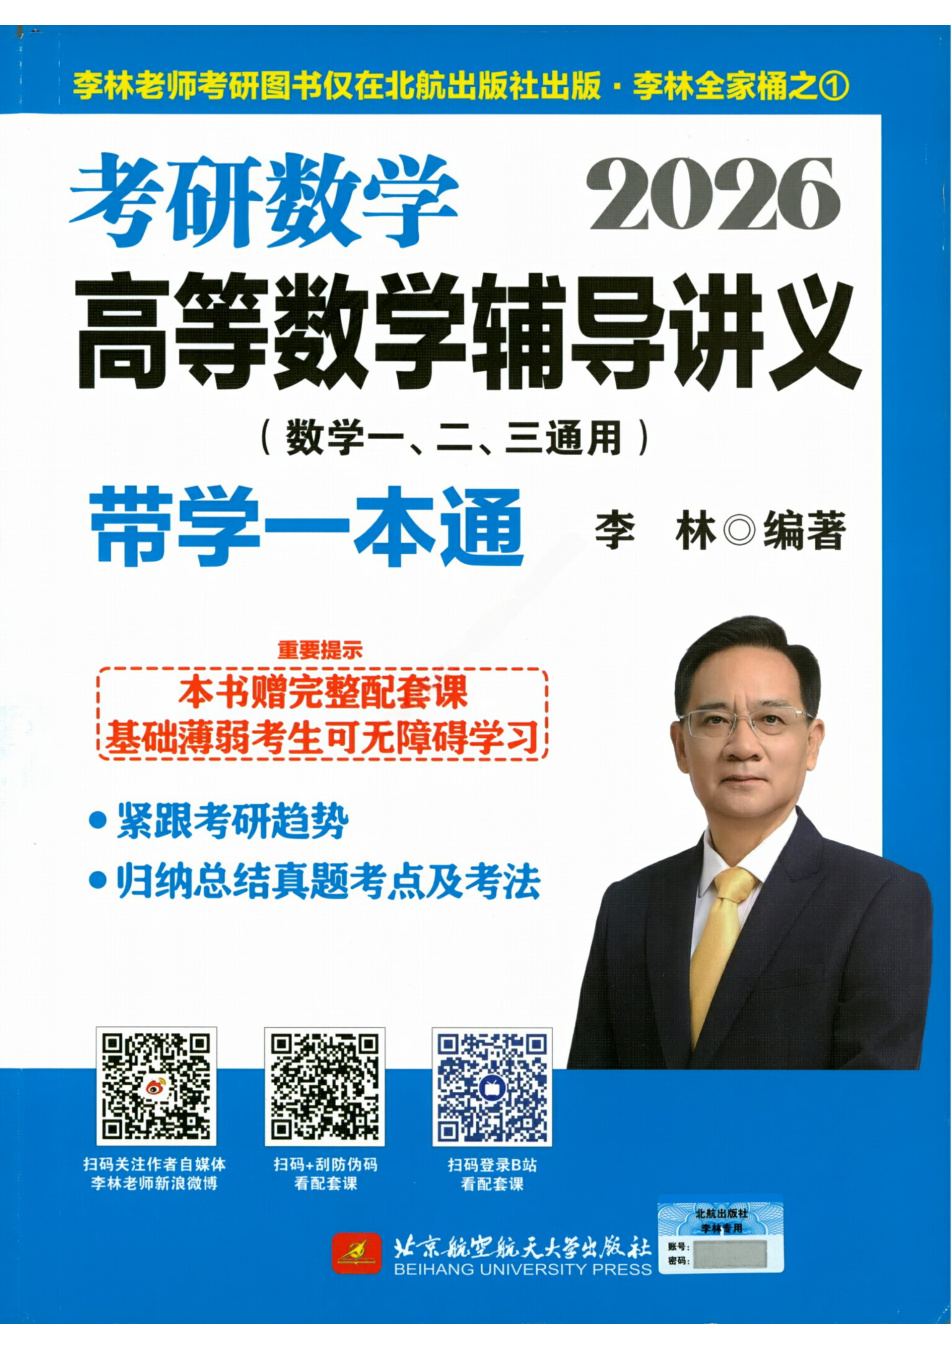 李林老师考研图书仅在北航出版社出版·李林全家桶之①
考研数学 2026
高等数学辅导讲义
（数学一、二、三通用）
带学一本通 李 林◎编著
重要提示
本书赠完整配套课
基础薄弱考生可无障碍学习
●紧跟考研趋势
●归纳总结真题考点及考法
扫码关注作者自媒体
李林老师新浪微博
扫码+刮防伪码
看配套课
扫码登录B站
看配套课
北航出版社
李林专用
账号：
密码：
北京航空航天大学出版社
BEIHANG UNIVERSITY PRESS